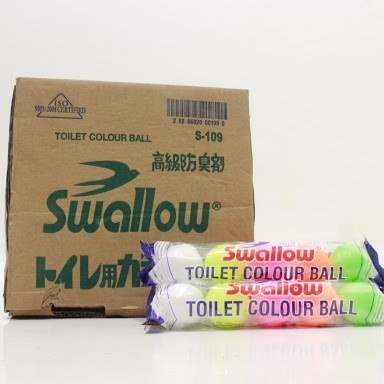 ISO
9001:2008 CERTIFIED
TOILET COLOUR BALL S-109
高級防臭剤
Swallow®
トイレ用カ
Swallow
TOILET COLOUR BALL
Swallow
TOILET COLOUR BALL